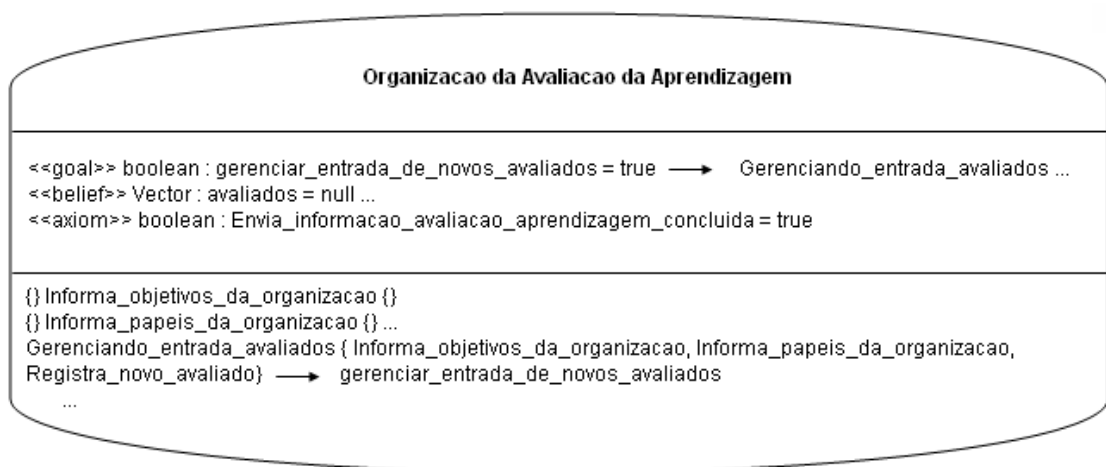 Organizacao da Avaliacao da Aprendizagem
<<goal>> boolean : gerenciar_entrada_de_novos_avaliados = true → Gerenciando_entrada_avaliados ...
<<belief>> Vector : avaliados = null ...
<<axiom>> boolean : Envia_informacao_avaliacao_aprendizagem_concluida = true
{} Informa_objetivos_da_organizacao {}
{} Informa_papeis_da_organizacao {} ...
Gerenciando_entrada_avaliados { Informa_objetivos_da_organizacao, Informa_papeis_da_organizacao,
Registra_novo_avaliado} → gerenciar_entrada_de_novos_avaliados
...